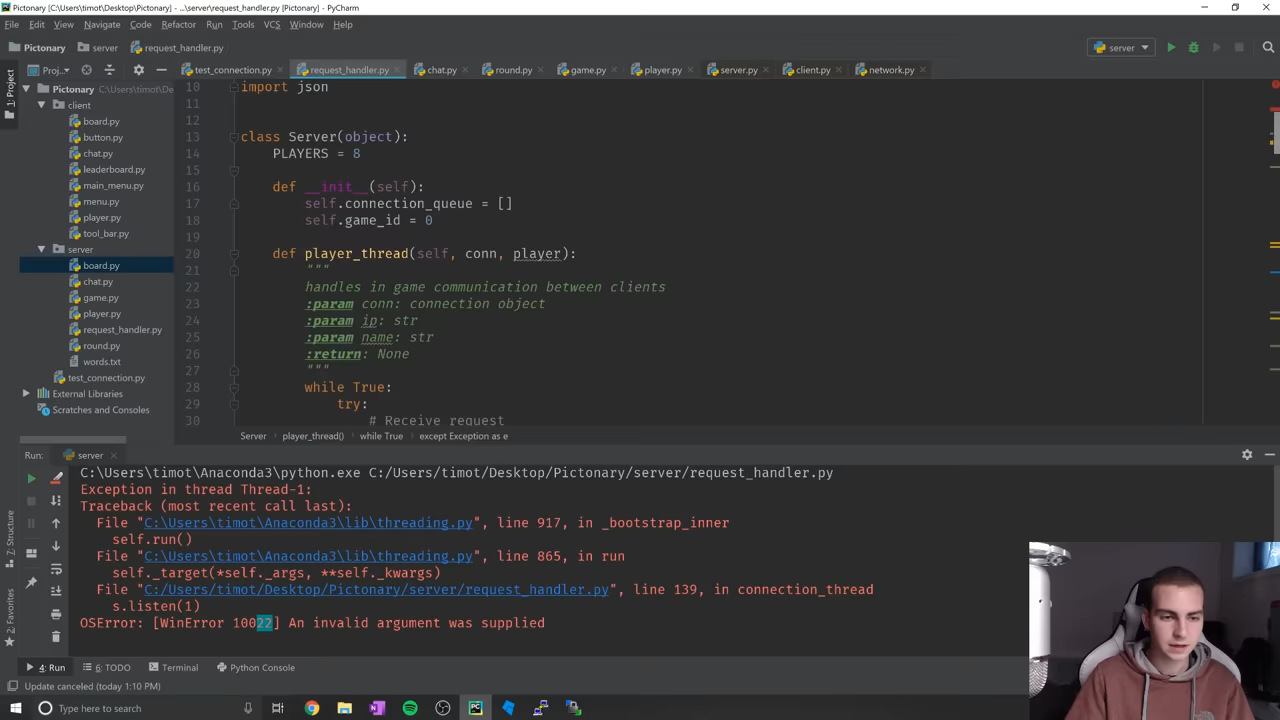 Pictonary [C:\Users\timot\Desktop\Pictonary] - ...\server\request_handler.py [Pictonary] - PyCharm
File Edit View Navigate Code Refactor Run Tools VCS Window Help
Pictonary server request_handler.py server
1: Project Proj... test_connection.py request_handler.py chat.py round.py game.py player.py server.py client.py network.py
Pictonary C:\Users\timot\Desktop\Pictonary
client
board.py
button.py
chat.py
leaderboard.py
main_menu.py
menu.py
player.py
tool_bar.py
server
board.py
chat.py
game.py
player.py
request_handler.py
round.py
words.txt
test_connection.py
External Libraries
Scratches and Consoles
10 import json
11
12
13 class Server(object):
14 PLAYERS = 8
15
16 def __init__(self):
17 self.connection_queue = []
18 self.game_id = 0
19
20 def player_thread(self, conn, player):
21 """
22 handles in game communication between clients
23 :param conn: connection object
24 :param ip: str
25 :param name: str
26 :return: None
27 """
28 while True:
29 try:
30 # Receive request
Server player_thread() while True except Exception as e
Run: server
C:\Users\timot\Anaconda3\python.exe C:/Users/timot/Desktop/Pictonary/server/request_handler.py
Exception in thread Thread-1:
Traceback (most recent call last):
File "C:\Users\timot\Anaconda3\lib\threading.py", line 917, in _bootstrap_inner
self.run()
File "C:\Users\timot\Anaconda3\lib\threading.py", line 865, in run
self._target(*self._args, **self._kwargs)
File "C:/Users/timot/Desktop/Pictonary/server/request_handler.py", line 139, in connection_thread
s.listen(1)
OSError: [WinError 10022] An invalid argument was supplied
7: Structure
2: Favorites
4: Run 6: TODO Terminal Python Console
Update canceled (today 1:10 PM)
Type here to search